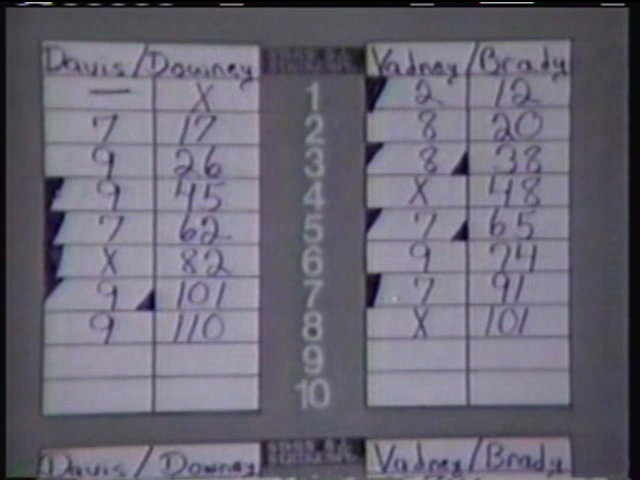 Davis/Downey Vadney/Brady
— X 1 2 12
7 17 2 8 20
9 26 3 8 38
9 45 4 X 48
7 62 5 7 65
X 82 6 9 74
9 101 7 7 91
9 110 8 X 101
9
10
Davis/Downey Vadney/Brady